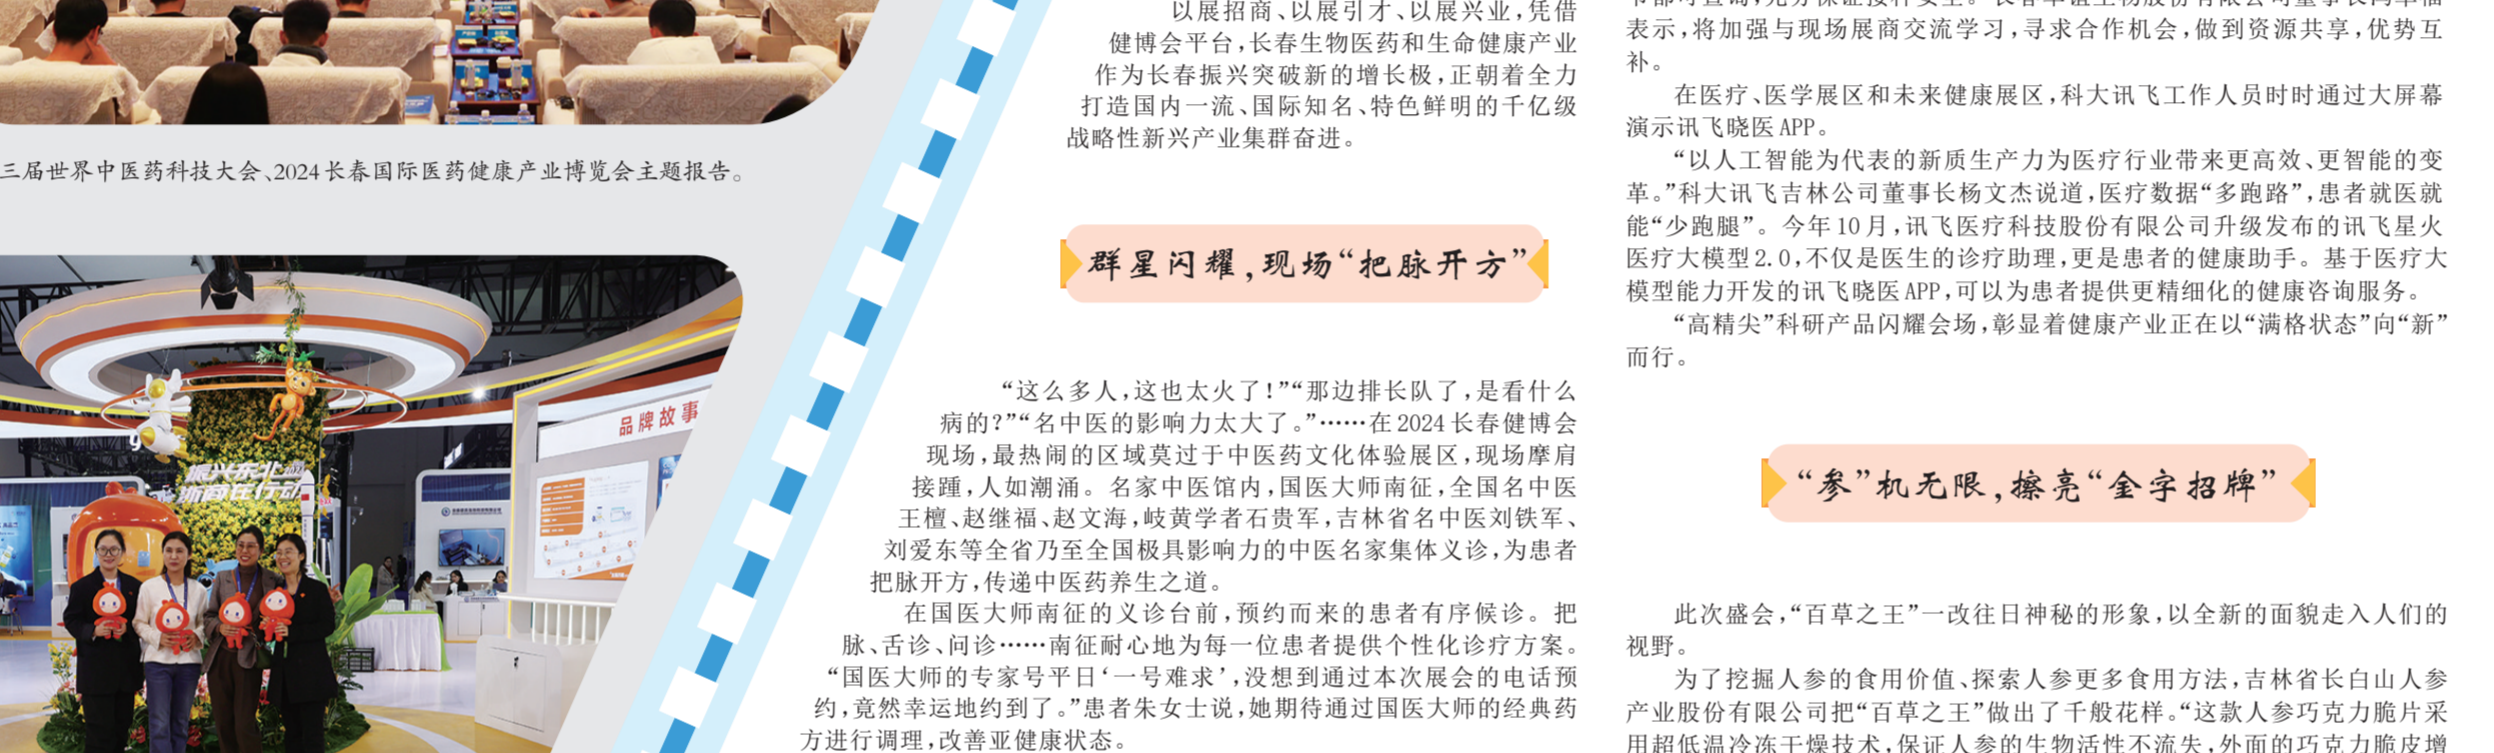 三届世界中医药科技大会、2024长春国际医药健康产业博览会主题报告。
品牌故事
振兴东北
以展招商、以展引才、以展兴业,凭借
健博会平台,长春生物医药和生命健康产业
作为长春振兴突破新的增长极,正朝着全力
打造国内一流、国际知名、特色鲜明的千亿级
战略性新兴产业集群奋进。
群星闪耀,现场“把脉开方”
“这么多人,这也太火了!”“那边排长队了,是看什么
病的?”“名中医的影响力太大了。”……在2024长春健博会
现场,最热闹的区域莫过于中医药文化体验展区,现场摩肩
接踵,人如潮涌。名家中医馆内,国医大师南征,全国名中医
王檀、赵继福、赵文海,岐黄学者石贵军,吉林省名中医刘铁军、
刘爱东等全省乃至全国极具影响力的中医名家集体义诊,为患者
把脉开方,传递中医药养生之道。
在国医大师南征的义诊台前,预约而来的患者有序候诊。把
脉、舌诊、问诊……南征耐心地为每一位患者提供个性化诊疗方案。
“国医大师的专家号平日‘一号难求’,没想到通过本次展会的电话预
约,竟然幸运地约到了。”患者朱女士说,她期待通过国医大师的经典药
方进行调理,改善亚健康状态。
表示,将加强与现场展商交流学习,寻求合作机会,做到资源共享,优势互
补。
在医疗、医学展区和未来健康展区,科大讯飞工作人员时时通过大屏幕
演示讯飞晓医APP。
“以人工智能为代表的新质生产力为医疗行业带来更高效、更智能的变
革。”科大讯飞吉林公司董事长杨文杰说道,医疗数据“多跑路”,患者就医就
能“少跑腿”。今年10月,讯飞医疗科技股份有限公司升级发布的讯飞星火
医疗大模型2.0,不仅是医生的诊疗助理,更是患者的健康助手。基于医疗大
模型能力开发的讯飞晓医APP,可以为患者提供更精细化的健康咨询服务。
“高精尖”科研产品闪耀会场,彰显着健康产业正在以“满格状态”向“新”
而行。
“参”机无限,擦亮“金字招牌”
此次盛会,“百草之王”一改往日神秘的形象,以全新的面貌走入人们的
视野。
为了挖掘人参的食用价值、探索人参更多食用方法,吉林省长白山人参
产业股份有限公司把“百草之王”做出了千般花样。“这款人参巧克力脆片采
用超低温冷冻干燥技术,保证人参的生物活性不流失,外面的巧克力脆皮增